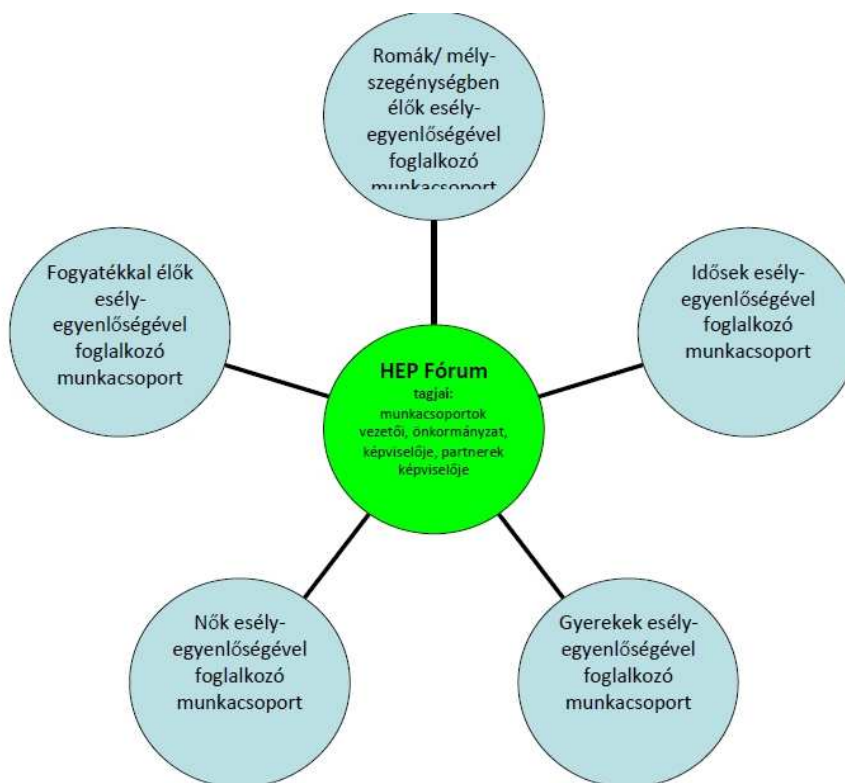 Romák/ mély-
szegénységben
élők esély-
egyenlőségével
foglalkozó
munkacsoport
Fogyatékkal élők
esély-
egyenlőségével
foglalkozó
munkacsoport
Idősek esély-
egyenlőségével
foglalkozó
munkacsoport
HEP Fórum
tagjai:
munkacsoportok
vezetői, önkormányzat,
képviselője, partnerek
képviselője
Nők esély-
egyenlőségével
foglalkozó
munkacsoport
Gyerekek esély-
egyenlőségével
foglalkozó
munkacsoport